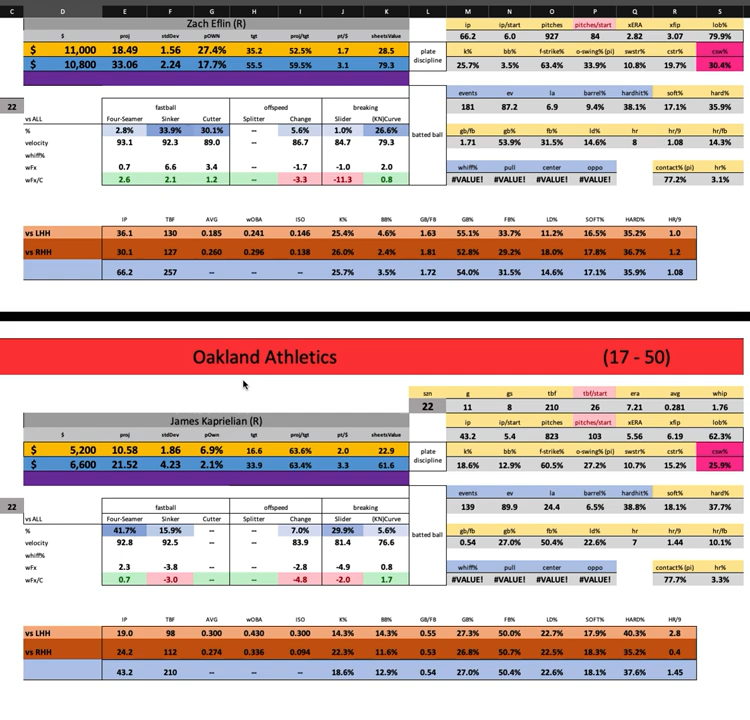 C D E F G H I J K L M N O P Q R S
Zach Eflin (R) ip ip/start pitches pitches/start xERA xfip lob%
66.2 6.0 927 84 2.82 3.07 79.9%
$ proj stdDev pOWN tgt proj/tgt pt/$ sheetsValue
$ 11,000 18.49 1.56 27.4% 35.2 52.5% 1.7 28.5 plate discipline k% bb% f-strike% o-swing% (pi) swstr% cstr% csw%
$ 10,800 33.06 2.24 17.7% 55.5 59.5% 3.1 79.3 25.7% 3.5% 63.4% 33.9% 10.8% 19.7% 30.4%
events ev la barrel% hardhit% soft% hard%
22 fastball offspeed breaking 181 87.2 6.9 9.4% 38.1% 17.1% 35.9%
vs ALL Four-Seamer Sinker Cutter Splitter Change Slider (KN)Curve
% 2.8% 33.9% 30.1% -- 5.6% 1.0% 26.6% batted ball gb/fb gb% fb% ld% hr hr/9 hr/fb
velocity 93.1 92.3 89.0 -- 86.7 84.7 79.3 1.71 53.9% 31.5% 14.6% 8 1.08 14.3%
whiff%
wFx 0.7 6.6 3.4 -1.7 -1.0 2.0 whiff% pull center oppo contact% (pi) hr%
wFx/C 2.6 2.1 1.2 -- -3.3 -11.3 0.8 #VALUE! #VALUE! #VALUE! #VALUE! 77.2% 3.1%
IP TBF AVG wOBA ISO K% BB% GB/FB GB% FB% LD% SOFT% HARD% HR/9
vs LHH 36.1 130 0.185 0.241 0.146 25.4% 4.6% 1.63 55.1% 33.7% 11.2% 16.5% 35.2% 1.0
vs RHH 30.1 127 0.260 0.296 0.138 26.0% 2.4% 1.81 52.8% 29.2% 18.0% 17.8% 36.7% 1.2
66.2 257 -- -- -- 25.7% 3.5% 1.72 54.0% 31.5% 14.6% 17.1% 35.9% 1.08
Oakland Athletics (17 - 50)
szn g gs tbf tbf/start era avg whip
22 11 8 210 26 7.21 0.281 1.76
James Kaprielian (R) ip ip/start pitches pitches/start xERA xfip lob%
$ proj stdDev pOwn tgt proj/tgt pt/$ sheetsValue 43.2 5.4 823 103 5.56 6.19 62.3%
$ 5,200 10.58 1.86 6.9% 16.6 63.6% 2.0 22.9 plate discipline k% bb% f-strike% o-swing% (pi) swstr% cstr% csw%
$ 6,600 21.52 4.23 2.1% 33.9 63.4% 3.3 61.6 18.6% 12.9% 60.5% 27.2% 10.7% 15.2% 25.9%
events ev la barrel% hardhit% soft% hard%
22 fastball offspeed breaking 139 89.9 24.4 6.5% 38.8% 18.1% 37.7%
vs ALL Four-Seamer Sinker Cutter Splitter Change Slider (KN)Curve
% 41.7% 15.9% -- -- 7.0% 29.9% 5.6% batted ball gb/fb gb% fb% ld% hr hr/9 hr/fb
velocity 92.8 92.5 -- -- 83.9 81.4 76.6 0.54 27.0% 50.4% 22.6% 7 1.44 10.1%
whiff%
wFx 2.3 -3.8 -2.8 -4.9 0.8 whiff% pull center oppo contact% (pi) hr%
wFx/C 0.7 -3.0 -- -- -4.8 -2.0 1.7 #VALUE! #VALUE! #VALUE! #VALUE! 77.7% 3.3%
IP TBF AVG wOBA ISO K% BB% GB/FB GB% FB% LD% SOFT% HARD% HR/9
vs LHH 19.0 98 0.300 0.430 0.300 14.3% 14.3% 0.55 27.3% 50.0% 22.7% 17.9% 40.3% 2.8
vs RHH 24.2 112 0.274 0.336 0.094 22.3% 11.6% 0.53 26.8% 50.7% 22.5% 18.3% 35.2% 0.4
43.2 210 -- -- -- 18.6% 12.9% 0.54 27.0% 50.4% 22.6% 18.1% 37.6% 1.45